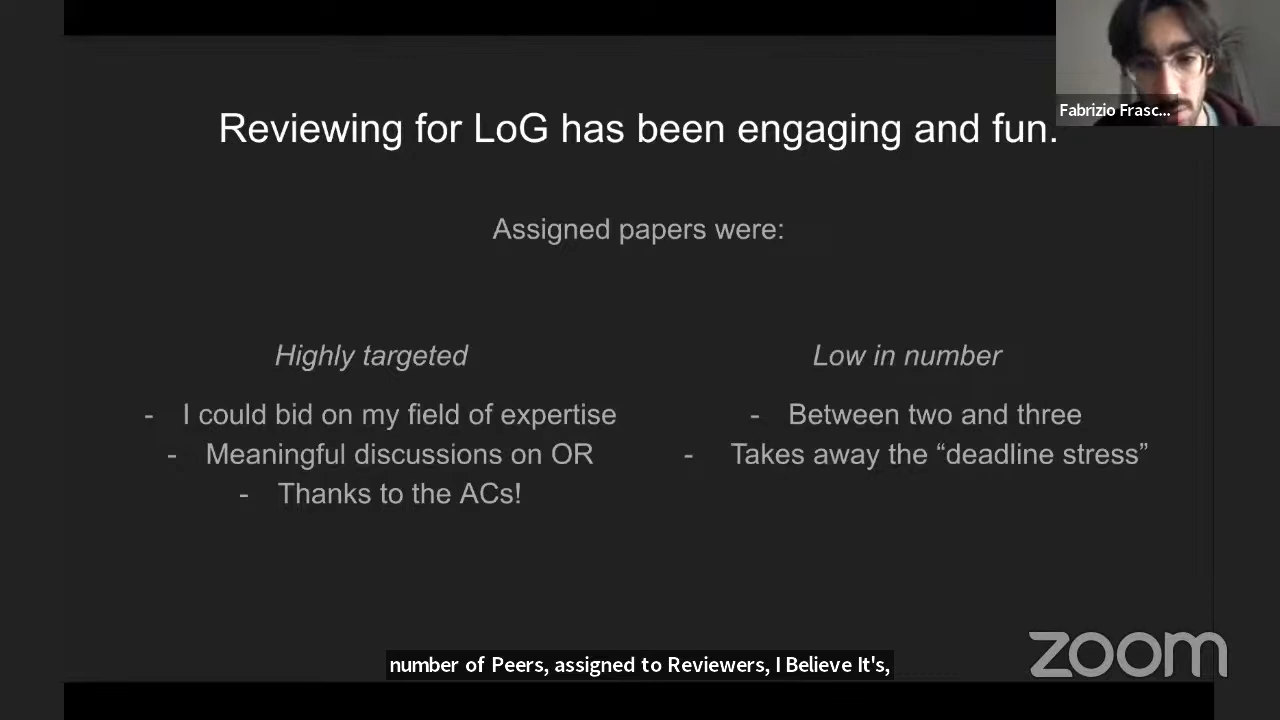 Reviewing for LoG has been engaging and fun.
Fabrizio Frasc...
Assigned papers were:
Highly targeted
- I could bid on my field of expertise
- Meaningful discussions on OR
- Thanks to the ACs!
Low in number
- Between two and three
- Takes away the “deadline stress”
number of Peers, assigned to Reviewers, I Believe It's,
zoom